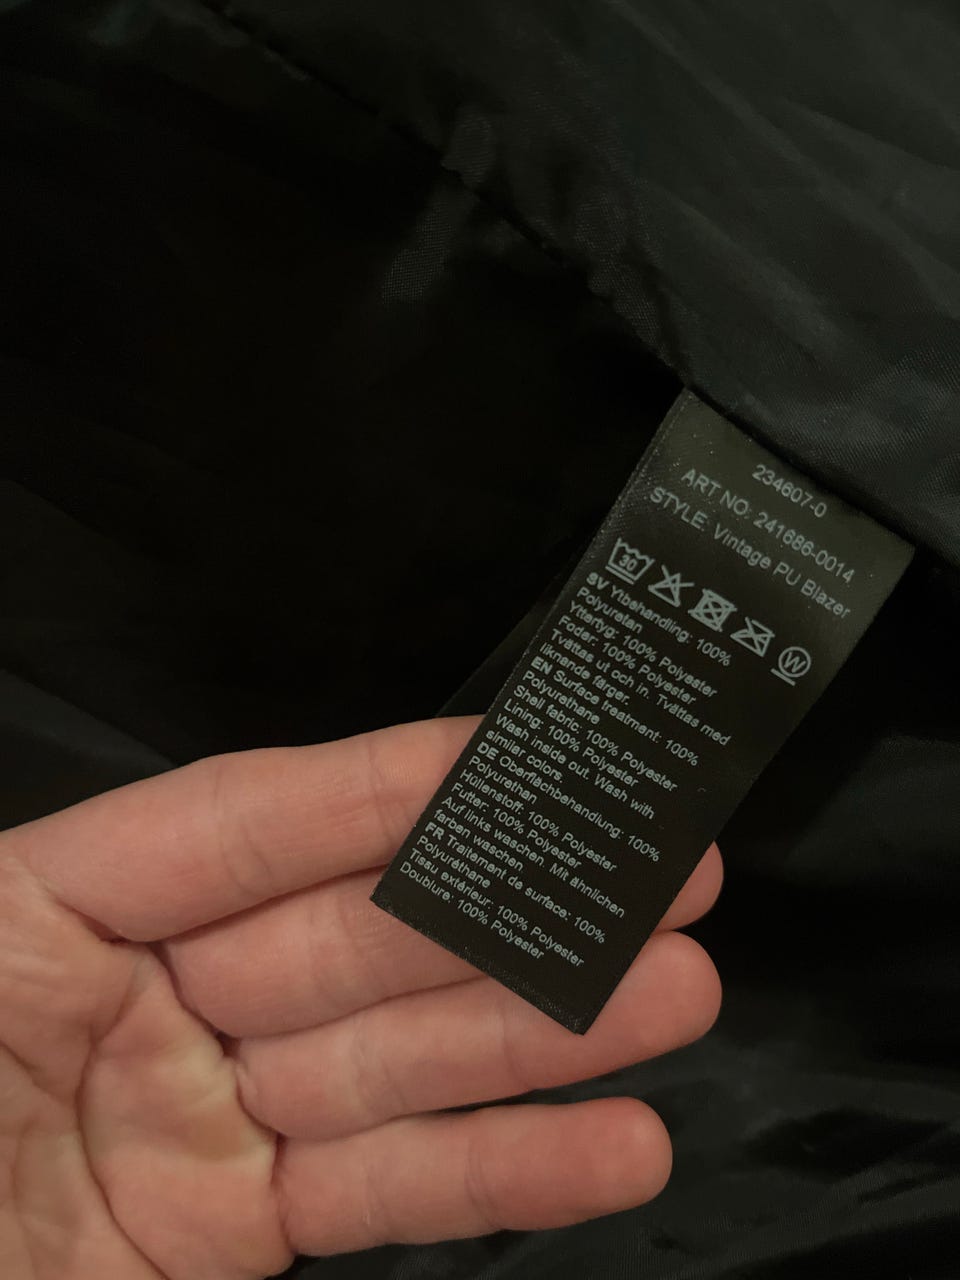 234607-0
ART NO: 241686-0014
STYLE: Vintage PU Blazer
30 W
SV Ytbehandling: 100%
Polyuretan
Yttertyg: 100% Polyester
Foder: 100% Polyester
Tvättas ut och in. Tvättas med
liknande färger.
EN Surface treatment: 100%
Polyurethane
Shell fabric: 100% Polyester
Lining: 100% Polyester
Wash inside out. Wash with
similar colors.
DE Oberflächbehandlung: 100%
Polyurethan
Hüllenstoff: 100% Polyester
Futter: 100% Polyester
Auf links waschen. Mit ähnlichen
farben waschen.
FR Traitement de surface: 100%
Polyuréthane
Tissu extérieur: 100% Polyester
Doublure: 100% Polyester